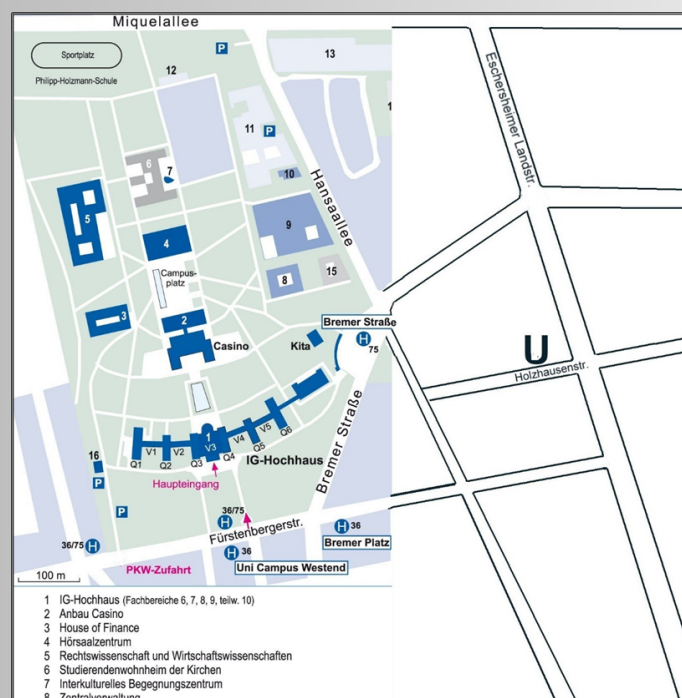 Miquelallee
Sportplatz
Philipp-Holzmann-Schule
P
12
13
11
P
6
7
10
Hansaallee
Eschersheimer Landstr.
5
9
4
Campus-
platz
8
15
3
2
Casino
Kita
Bremer Straße
H
75
U
Holzhausenstr.
1
V1
V2
V3
V4
V5
Q1
Q2
Q3
Q4
Q5
Q6
IG-Hochhaus
Bremer Straße
16
P
Haupteingang
P
36/75
H
Fürstenbergerstr.
H
36
Bremer Platz
36/75
H
H
36
Uni Campus Westend
PKW-Zufahrt
100 m
1 IG-Hochhaus (Fachbereiche 6, 7, 8, 9, teilw. 10)
2 Anbau Casino
3 House of Finance
4 Hörsaalzentrum
5 Rechtswissenschaft und Wirtschaftswissenschaften
6 Studierendenwohnheim der Kirchen
7 Interkulturelles Begegnungszentrum
8 Zentralverwaltung